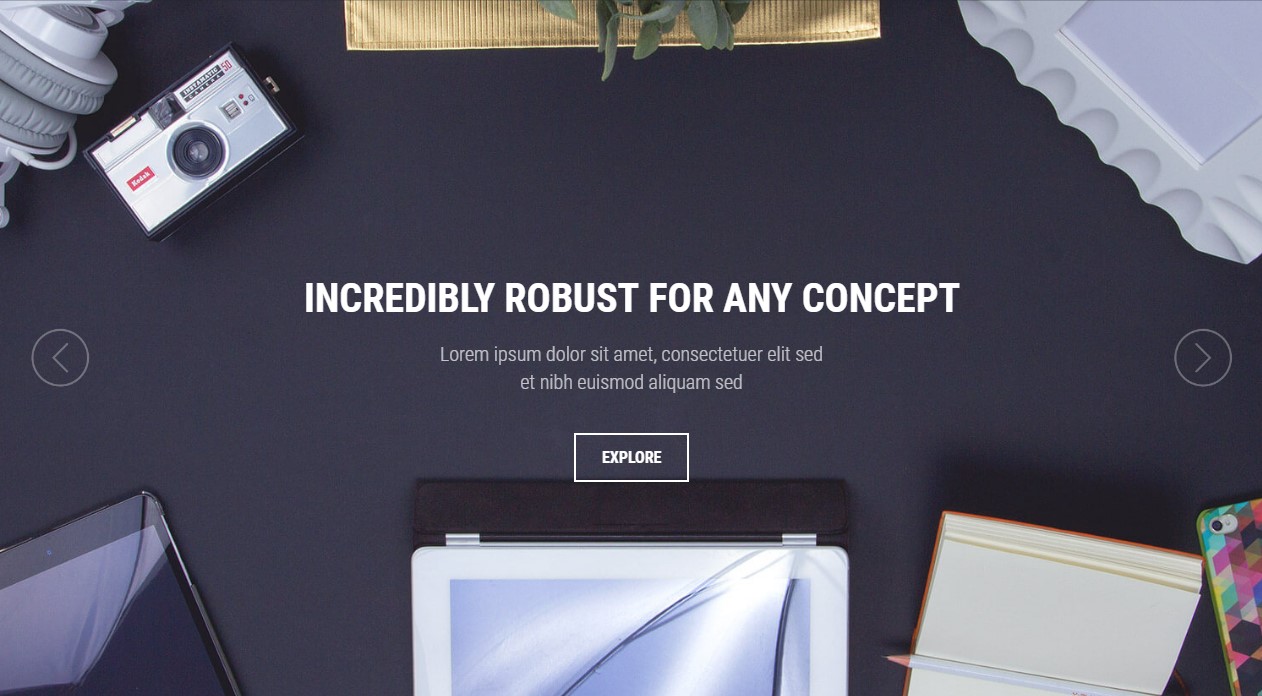 INSTAMATIC 50
CAMERA
Kodak
INCREDIBLY ROBUST FOR ANY CONCEPT
Lorem ipsum dolor sit amet, consectetuer elit sed
et nibh euismod aliquam sed
EXPLORE